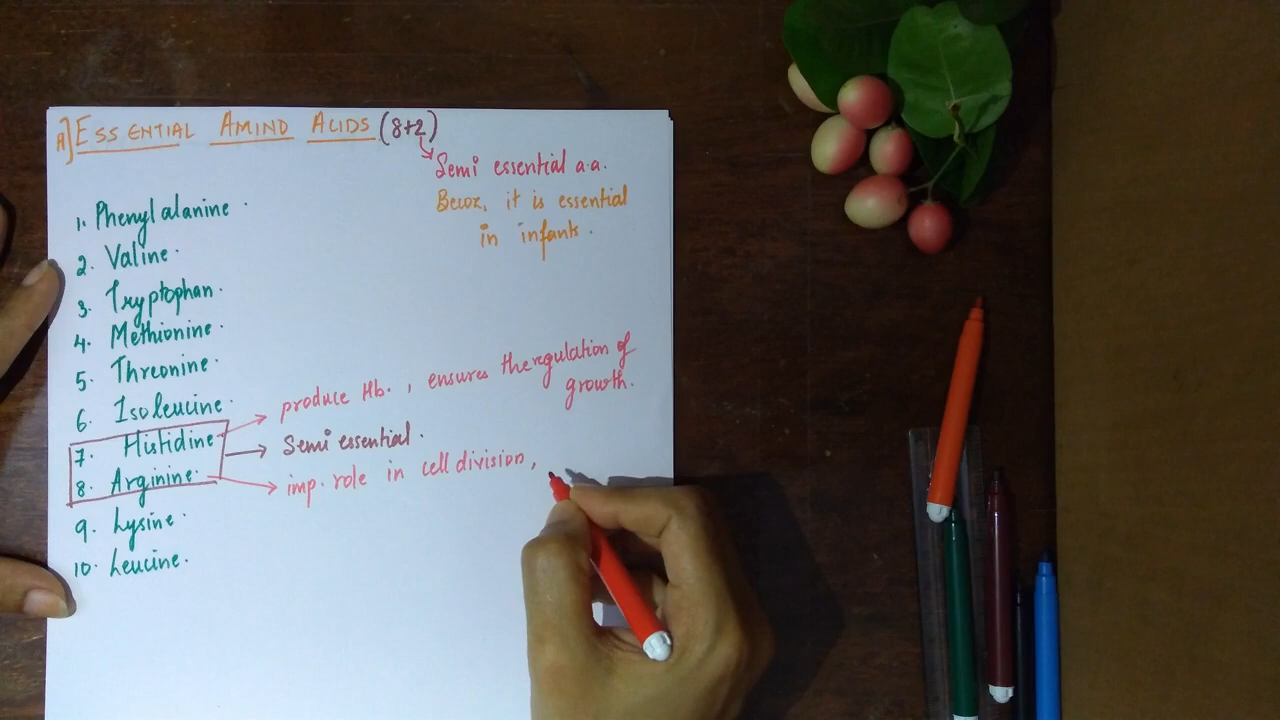 A] ESSENTIAL AMINO ACIDS (8+2)
Semi essential a.a.
Becoz, it is essential
in infants.
1. Phenylalanine.
2. Valine.
3. Tryptophan.
4. Methionine.
5. Threonine.
6. Isoleucine.
produce Hb., ensures the regulation of
growth.
7. Histidine
Semi essential.
8. Arginine.
imp. role in cell division,
9. Lysine.
10. Leucine.